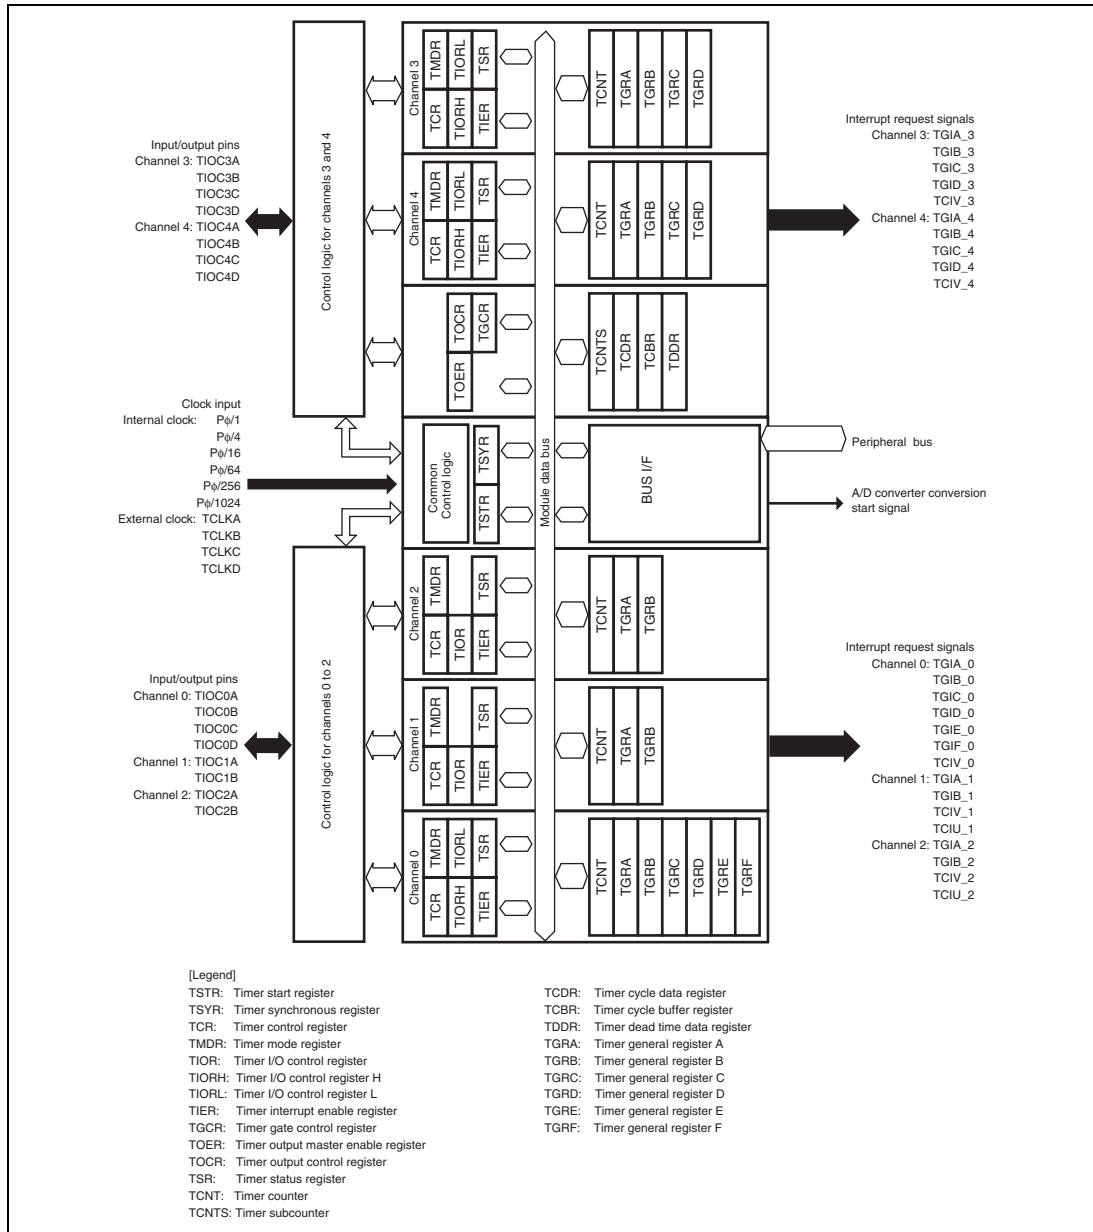 Input/output pins
Channel 3: TIOC3A
TIOC3B
TIOC3C
TIOC3D
Channel 4: TIOC4A
TIOC4B
TIOC4C
TIOC4D
Clock input
Internal clock: Pφ/1
Pφ/4
Pφ/16
Pφ/64
Pφ/256
Pφ/1024
External clock: TCLKA
TCLKB
TCLKC
TCLKD
Input/output pins
Channel 0: TIOC0A
TIOC0B
TIOC0C
TIOC0D
Channel 1: TIOC1A
TIOC1B
Channel 2: TIOC2A
TIOC2B
Control logic for channels 3 and 4
Control logic for channels 0 to 2
Channel 3
TMDR
TIORL
TSR
TCR
TIORH
TIER
TCNT
TGRA
TGRB
TGRC
TGRD
Channel 4
TMDR
TIORL
TSR
TCR
TIORH
TIER
TCNT
TGRA
TGRB
TGRC
TGRD
TOCR
TGCR
TOER
TCNTS
TCDR
TCBR
TDDR
Common
Control logic
TSYR
TSTR
Module data bus
BUS I/F
Channel 2
TMDR
TSR
TCR
TIOR
TIER
TCNT
TGRA
TGRB
Channel 1
TMDR
TSR
TCR
TIOR
TIER
TCNT
TGRA
TGRB
Channel 0
TMDR
TIORL
TSR
TCR
TIORH
TIER
TCNT
TGRA
TGRB
TGRC
TGRD
TGRE
TGRF
Interrupt request signals
Channel 3: TGIA_3
TGIB_3
TGIC_3
TGID_3
TCIV_3
Channel 4: TGIA_4
TGIB_4
TGIC_4
TGID_4
TCIV_4
Peripheral bus
A/D converter conversion
start signal
Interrupt request signals
Channel 0: TGIA_0
TGIB_0
TGIC_0
TGID_0
TGIE_0
TGIF_0
TCIV_0
Channel 1: TGIA_1
TGIB_1
TCIV_1
TCIU_1
Channel 2: TGIA_2
TGIB_2
TCIV_2
TCIU_2
[Legend]
TSTR: Timer start register
TSYR: Timer synchronous register
TCR: Timer control register
TMDR: Timer mode register
TIOR: Timer I/O control register
TIORH: Timer I/O control register H
TIORL: Timer I/O control register L
TIER: Timer interrupt enable register
TGCR: Timer gate control register
TOER: Timer output master enable register
TOCR: Timer output control register
TSR: Timer status register
TCNT: Timer counter
TCNTS: Timer subcounter
TCDR: Timer cycle data register
TCBR: Timer cycle buffer register
TDDR: Timer dead time data register
TGRA: Timer general register A
TGRB: Timer general register B
TGRC: Timer general register C
TGRD: Timer general register D
TGRE: Timer general register E
TGRF: Timer general register F